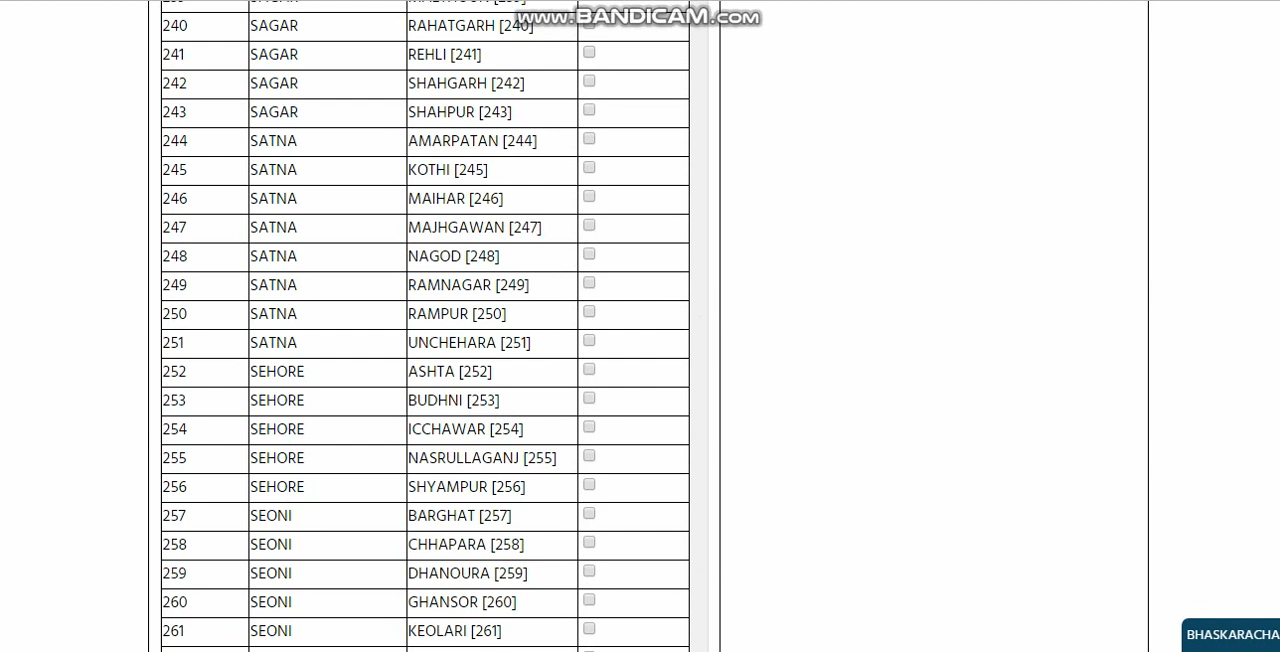 www.BANDICAM.com
240 SAGAR RAHATGARH [240]
241 SAGAR REHLI [241]
242 SAGAR SHAHGARH [242]
243 SAGAR SHAHPUR [243]
244 SATNA AMARPATAN [244]
245 SATNA KOTHI [245]
246 SATNA MAIHAR [246]
247 SATNA MAJHGAWAN [247]
248 SATNA NAGOD [248]
249 SATNA RAMNAGAR [249]
250 SATNA RAMPUR [250]
251 SATNA UNCHEHARA [251]
252 SEHORE ASHTA [252]
253 SEHORE BUDHNI [253]
254 SEHORE ICCHAWAR [254]
255 SEHORE NASRULLAGANJ [255]
256 SEHORE SHYAMPUR [256]
257 SEONI BARGHAT [257]
258 SEONI CHHAPARA [258]
259 SEONI DHANOURA [259]
260 SEONI GHANSOR [260]
261 SEONI KEOLARI [261]
BHASKARACHA